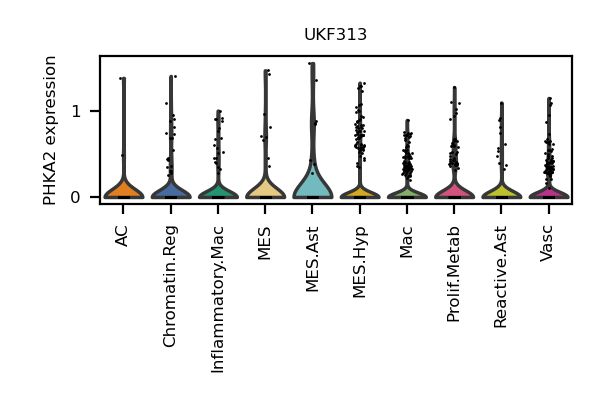 UKF313
PHKA2 expression
1
0
AC
Chromatin.Reg
Inflammatory.Mac
MES
MES.Ast
MES.Hyp
Mac
Prolif.Metab
Reactive.Ast
Vasc